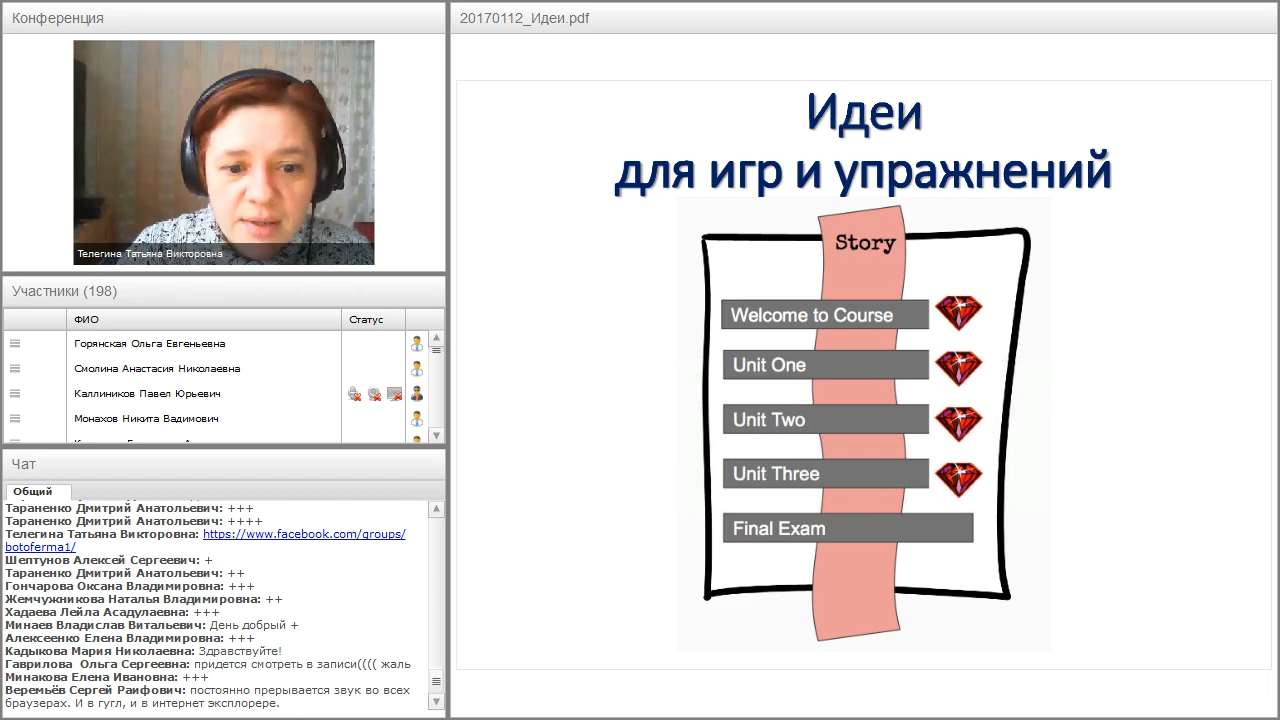 Конференция
Телегина Татьяна Викторовна
Участники (198)
ФИО
Статус
Горянская Ольга Евгеньевна
Смолина Анастасия Николаевна
Каллиников Павел Юрьевич
Монахов Никита Вадимович
Чат
Общий
Тараненко Дмитрий Анатольевич: +++
Тараненко Дмитрий Анатольевич: ++++
Телегина Татьяна Викторовна: https://www.facebook.com/groups/
botoferma1/
Шептунов Алексей Сергеевич: +
Тараненко Дмитрий Анатольевич: ++
Гончарова Оксана Владимировна: +++
Жемчужникова Наталья Владимировна: ++
Хадаева Лейла Асадулаевна: +++
Минаев Владислав Витальевич: День добрый +
Алексеенко Елена Владимировна: +++
Кадыкова Мария Николаевна: Здравствуйте!
Гаврилова  Ольга Сергеевна: придется смотреть в записи(((( жаль
Минакова Елена Ивановна: +++
Веремьёв Сергей Раифович: постоянно прерывается звук во всех
браузерах. И в гугл, и в интернет эксплорере.
20170112_Идеи.pdf
Идеи
для игр и упражнений
Story
Welcome to Course
Unit One
Unit Two
Unit Three
Final Exam